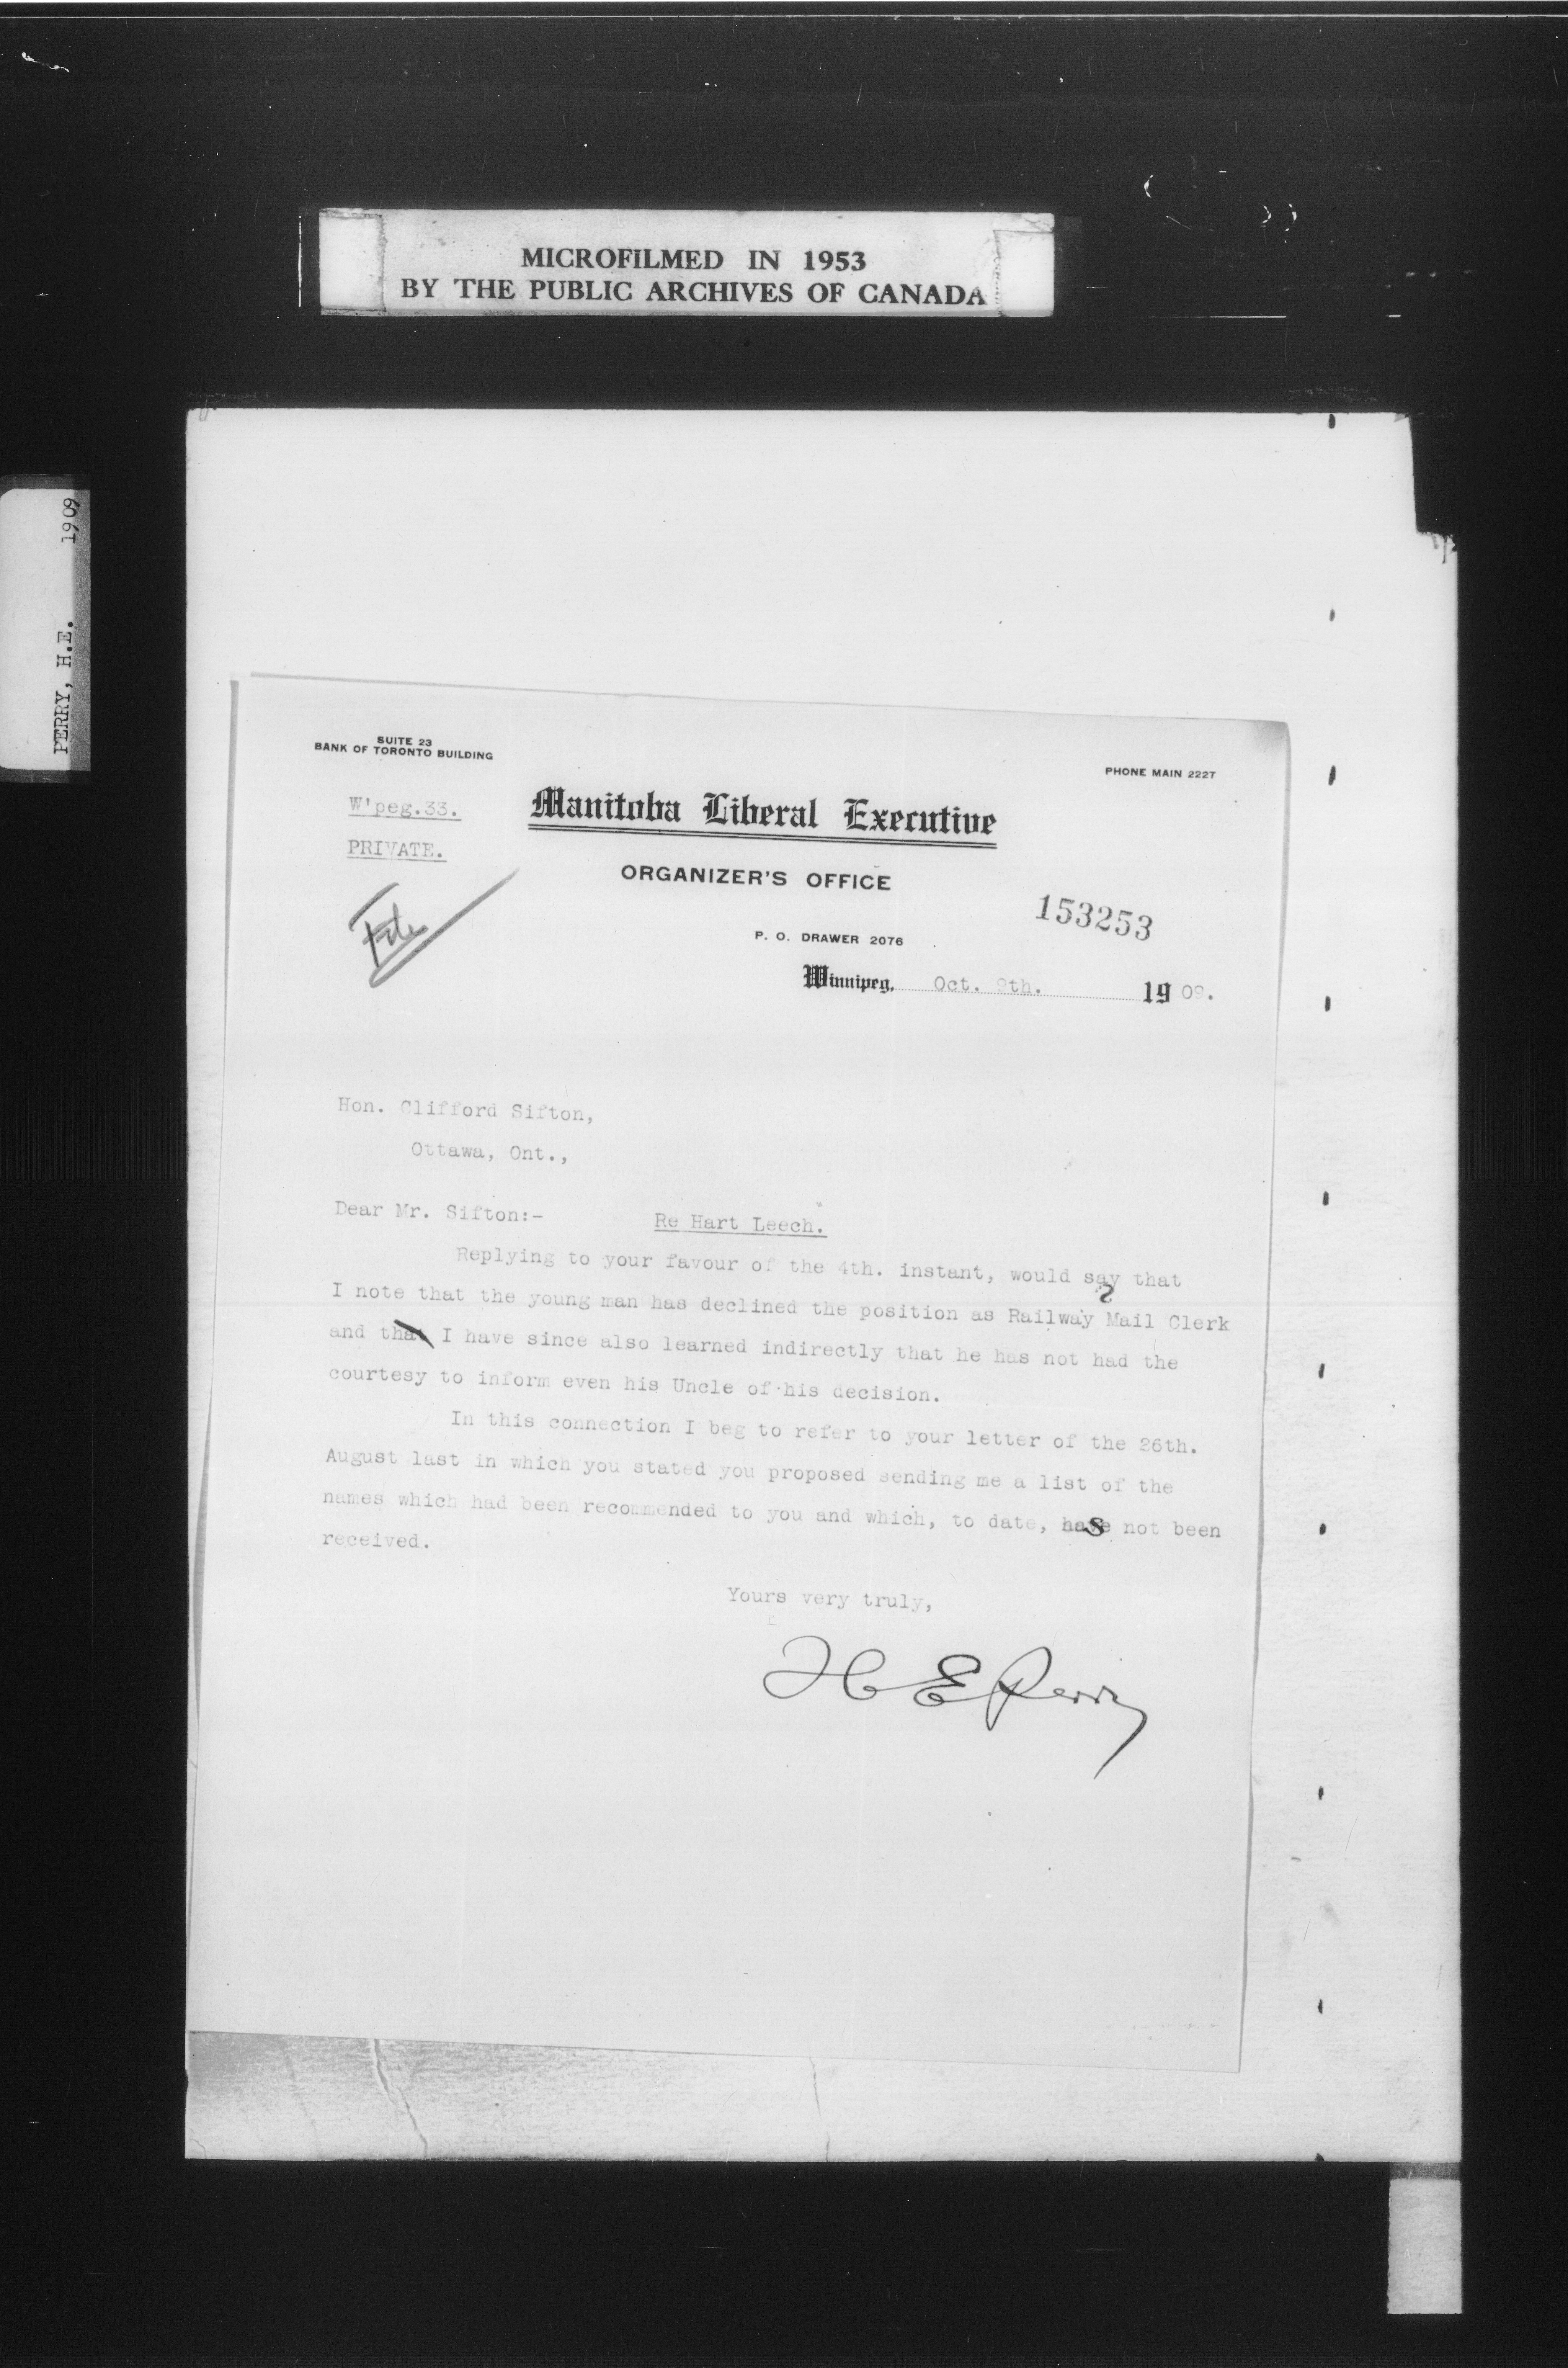 MICROFILMED IN 1953
BY THE PUBLIC ARCHIVES OF CANADA
PERRY, H.E. 1909
SUITE 23
BANK OF TORONTO BUILDING
PHONE MAIN 2227
W'peg.33.
Manitoba Liberal Executive
PRIVATE.
ORGANIZER'S OFFICE
File
153253
P. O. DRAWER 2076
Winnipeg, Oct. 9th. 1909.
Hon. Clifford Sifton,
Ottawa, Ont.,
Dear Mr. Sifton:-
Re Hart Leech.
Replying to your favour of the 4th. instant, would say that
I note that the young man has declined the position as Railway Mail Clerk
and that I have since also learned indirectly that he has not had the
courtesy to inform even his Uncle of his decision.
In this connection I beg to refer to your letter of the 26th.
August last in which you stated you proposed sending me a list of the
names which had been recommended to you and which, to date, has not been
received.
Yours very truly,
H E Perry